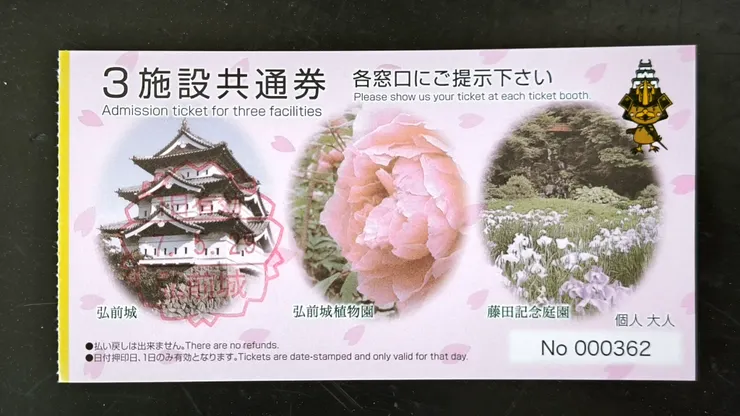 3施設共通券
各窓口にご提示下さい
Admission ticket for three facilities
Please show us your ticket at each ticket booth.
弘前城
弘前城植物園
藤田記念庭園
個人 大人
●払い戻しは出来ません。There are no refunds.
●日付押印日、1日のみ有効となります。Tickets are date-stamped and only valid for that day.
No 000362